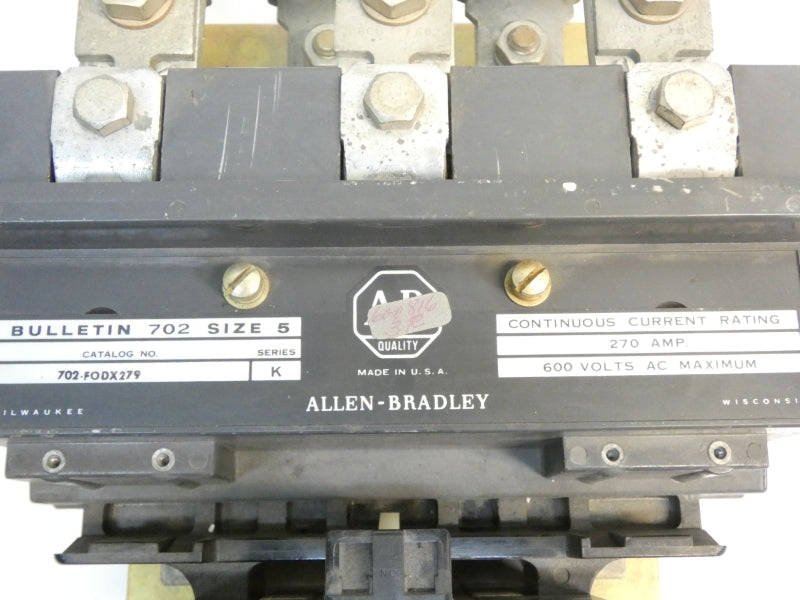 BULLETIN 702 SIZE 5
CATALOG NO. SERIES
702-FODX279 K
QUALITY
MADE IN U.S.A.
ALLEN-BRADLEY
CONTINUOUS CURRENT RATING
270 AMP.
600 VOLTS AC MAXIMUM
ILWAUKEE
WISCONSI